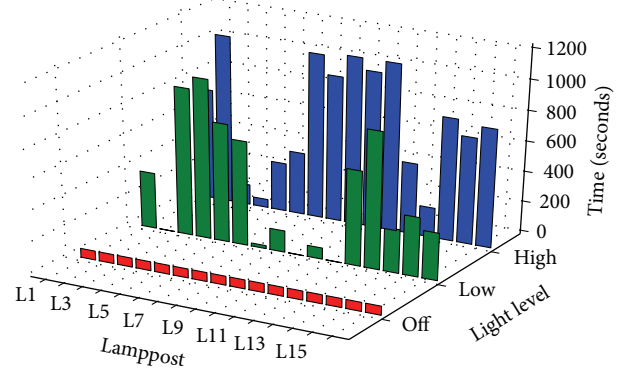 1200
1000
800
600
400
200
0
Time (seconds)
High
Low
Off
Light level
L1 L3 L5 L7 L9 L11 L13 L15
Lamppost